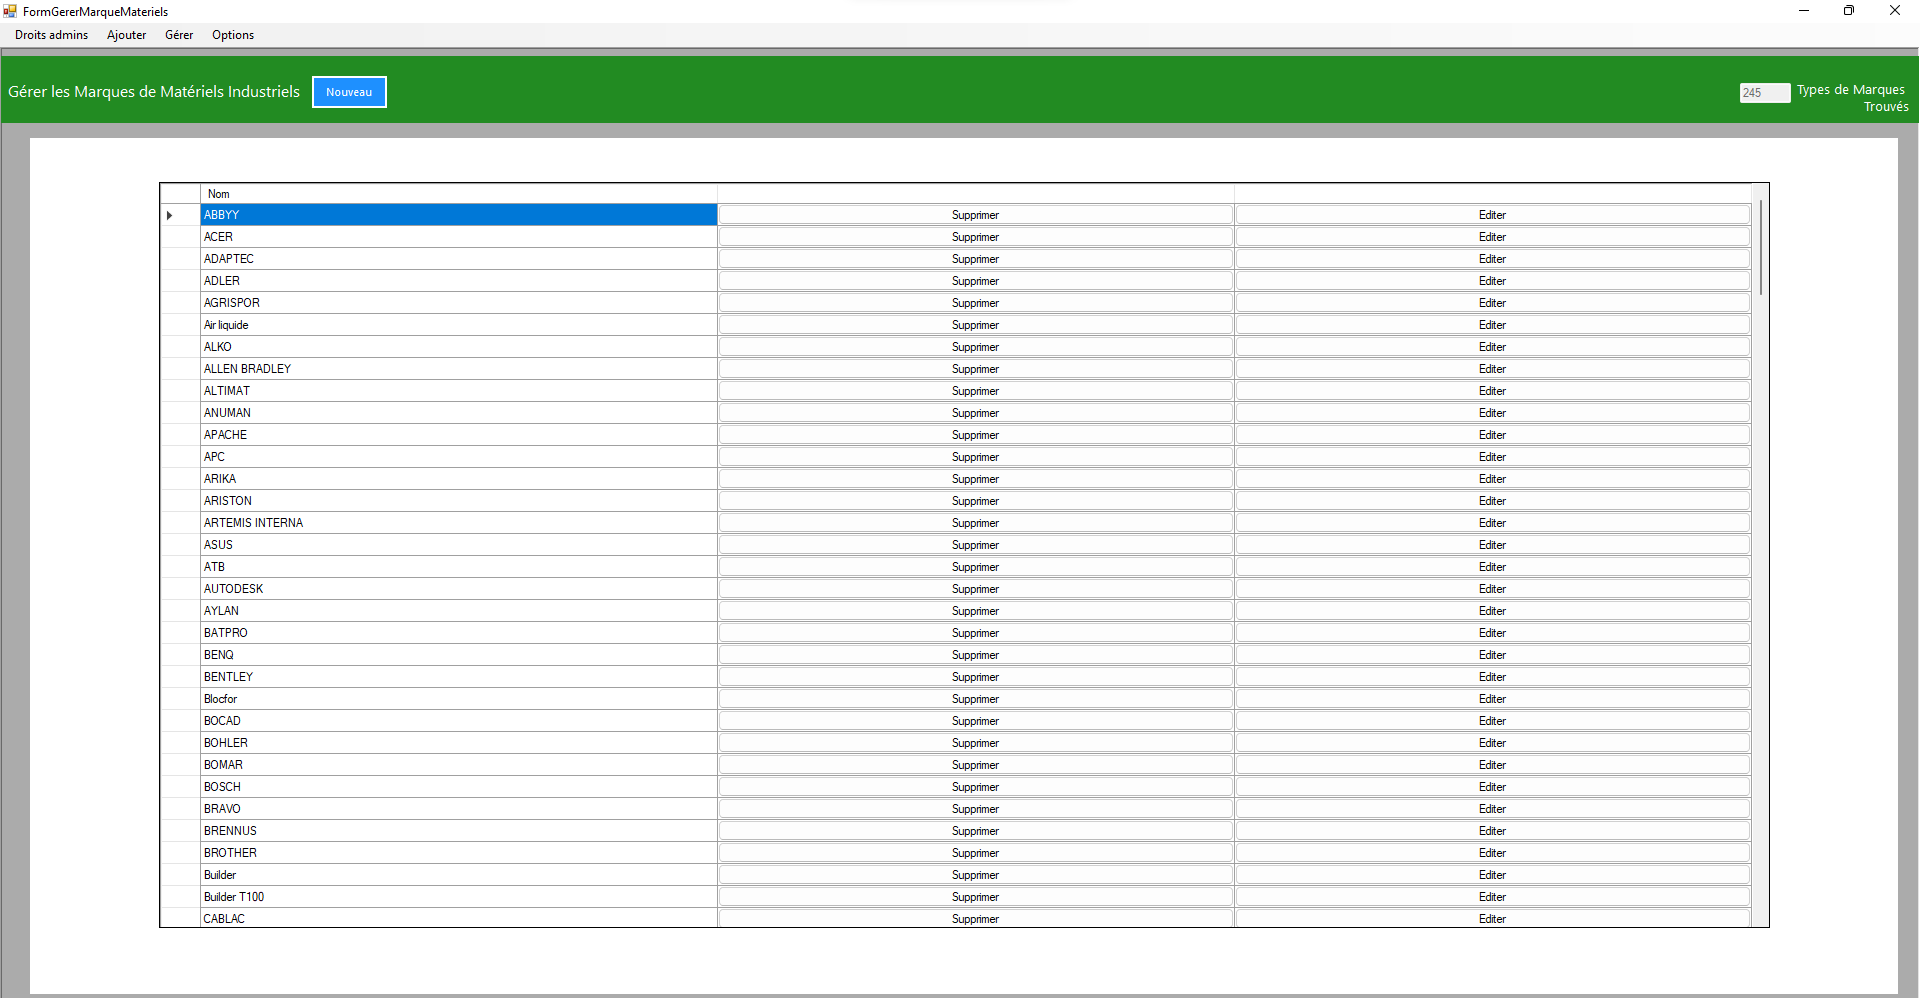 FormGererMarqueMateriels
Droits admins Ajouter Gérer Options
Gérer les Marques de Matériels Industriels Nouveau 245 Types de Marques
Trouvés
Nom
ABBYY Supprimer Editer
ACER Supprimer Editer
ADAPTEC Supprimer Editer
ADLER Supprimer Editer
AGRISPOR Supprimer Editer
Air liquide Supprimer Editer
ALKO Supprimer Editer
ALLEN BRADLEY Supprimer Editer
ALTIMAT Supprimer Editer
ANUMAN Supprimer Editer
APACHE Supprimer Editer
APC Supprimer Editer
ARIKA Supprimer Editer
ARISTON Supprimer Editer
ARTEMIS INTERNA Supprimer Editer
ASUS Supprimer Editer
ATB Supprimer Editer
AUTODESK Supprimer Editer
AYLAN Supprimer Editer
BATPRO Supprimer Editer
BENQ Supprimer Editer
BENTLEY Supprimer Editer
Blocfor Supprimer Editer
BOCAD Supprimer Editer
BOHLER Supprimer Editer
BOMAR Supprimer Editer
BOSCH Supprimer Editer
BRAVO Supprimer Editer
BRENNUS Supprimer Editer
BROTHER Supprimer Editer
Builder Supprimer Editer
Builder T100 Supprimer Editer
CABLAC Supprimer Editer